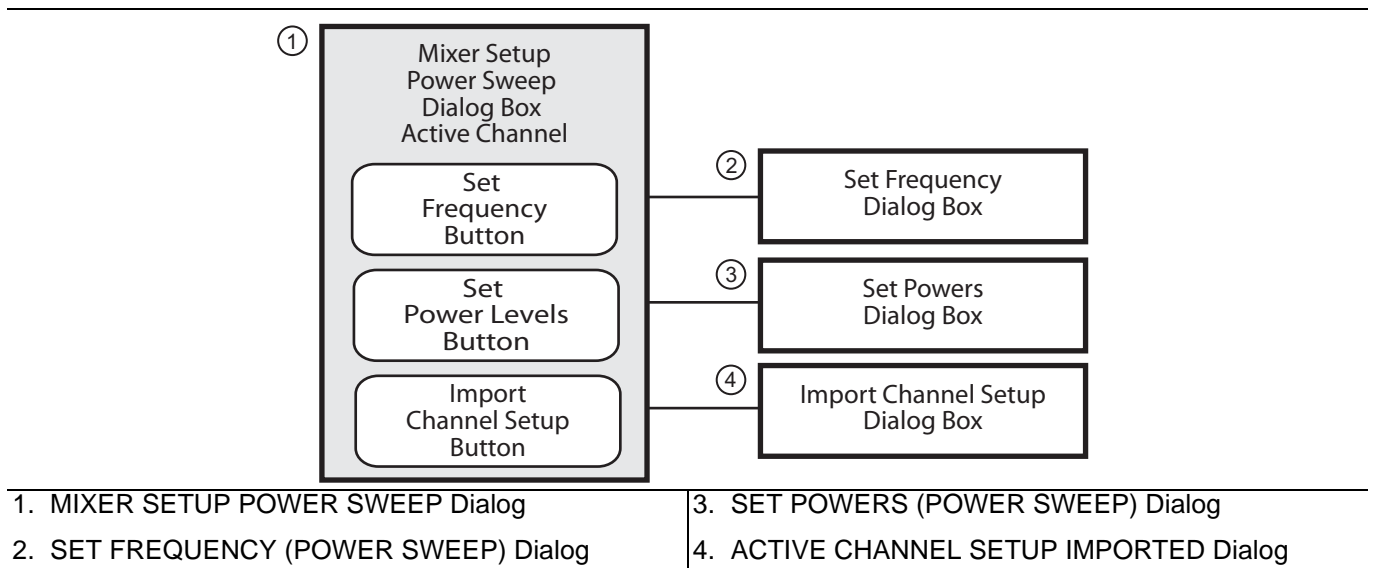 1
Mixer Setup
Power Sweep
Dialog Box
Active Channel
Set
Frequency
Button
2
Set Frequency
Dialog Box
Set
Power Levels
Button
3
Set Powers
Dialog Box
Import
Channel Setup
Button
4
Import Channel Setup
Dialog Box
1. MIXER SETUP POWER SWEEP Dialog
2. SET FREQUENCY (POWER SWEEP) Dialog
3. SET POWERS (POWER SWEEP) Dialog
4. ACTIVE CHANNEL SETUP IMPORTED Dialog